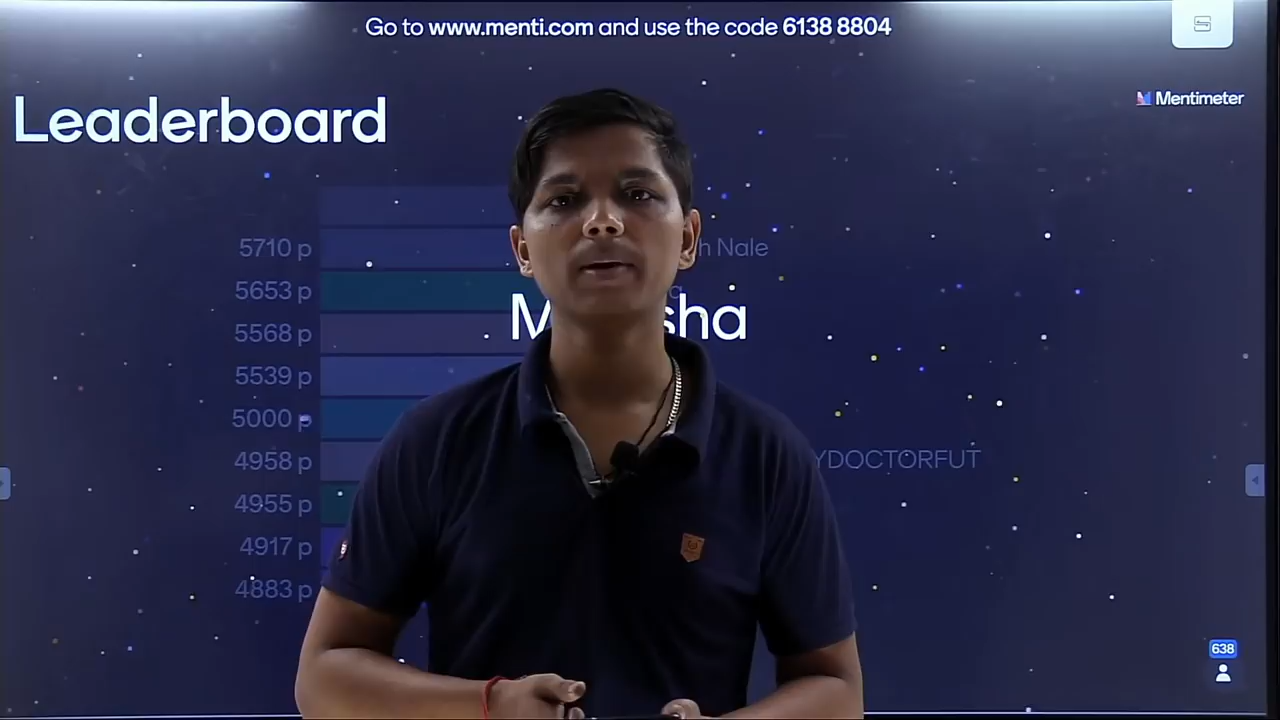 Go to www.menti.com and use the code 6138 8804
Mentimeter
Leaderboard
5710 p
Nale
5653 p
5568 p
5539 p
5000 p
4958 p
4955 p
4917 p
4883 p
638